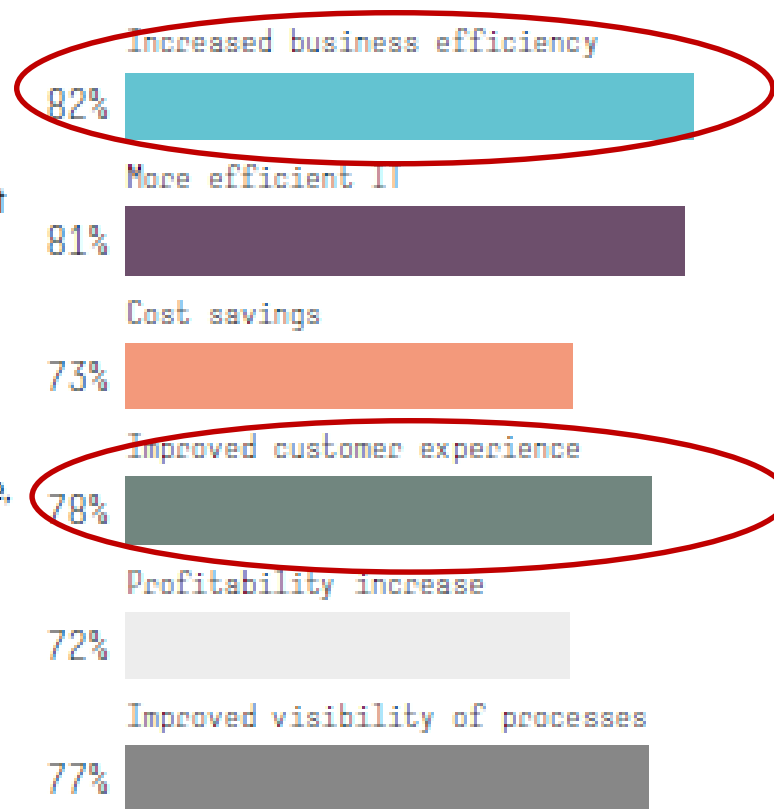 Increased business efficiency
82%
More efficient IT
81%
Cost savings
73%
Improved customer experience
78%
Profitability increase
72%
Improved visibility of processes
77%